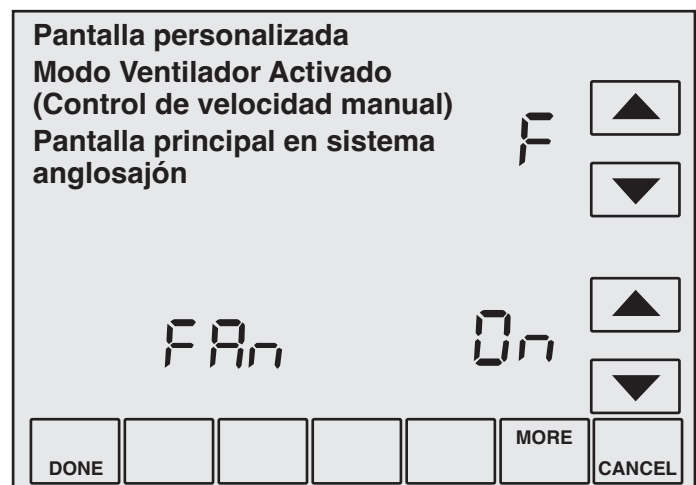 Pantalla personalizada
Modo Ventilador Activado
(Control de velocidad manual)
Pantalla principal en sistema
anglosajón
F
FAn On
DONE MORE CANCEL